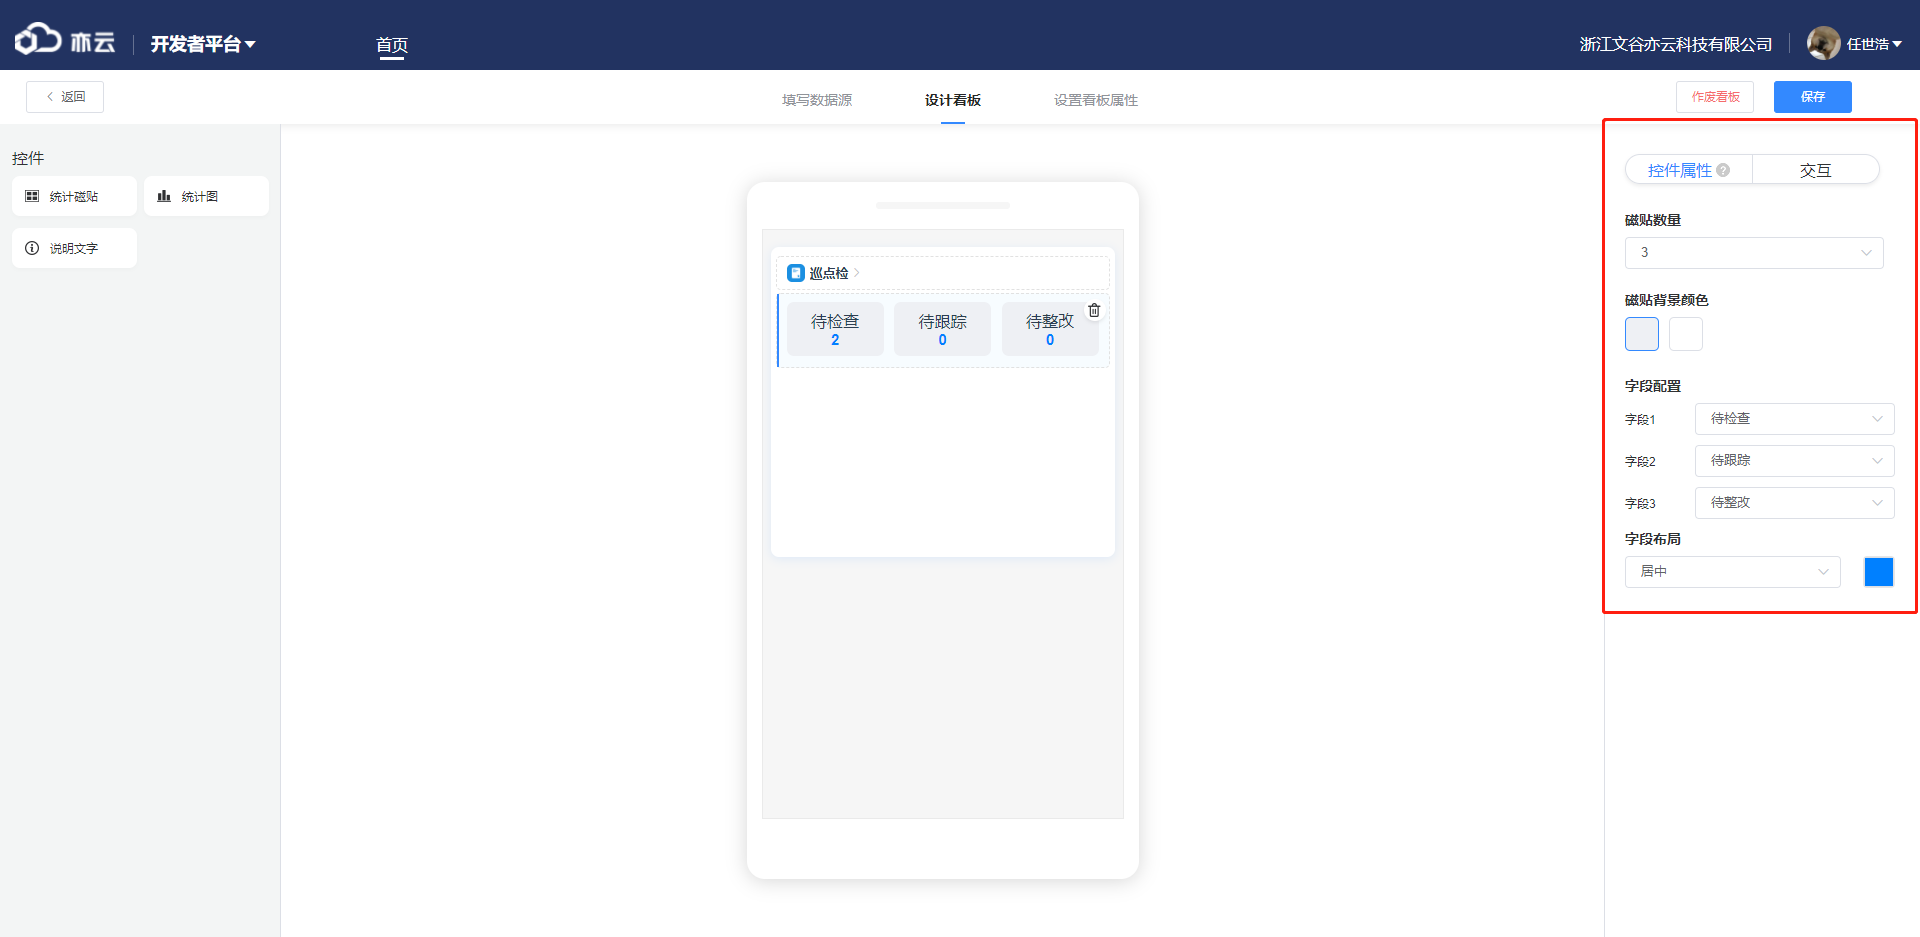 亦云
开发者平台
首页
浙江文谷亦云科技有限公司
任世浩
返回
填写数据源
设计看板
设置看板属性
作废看板
保存
控件
统计磁贴
统计图
说明文字
巡点检
待检查
2
待跟踪
0
待整改
0
控件属性
交互
磁贴数量
3
磁贴背景颜色
字段配置
字段1
待检查
字段2
待跟踪
字段3
待整改
字段布局
居中